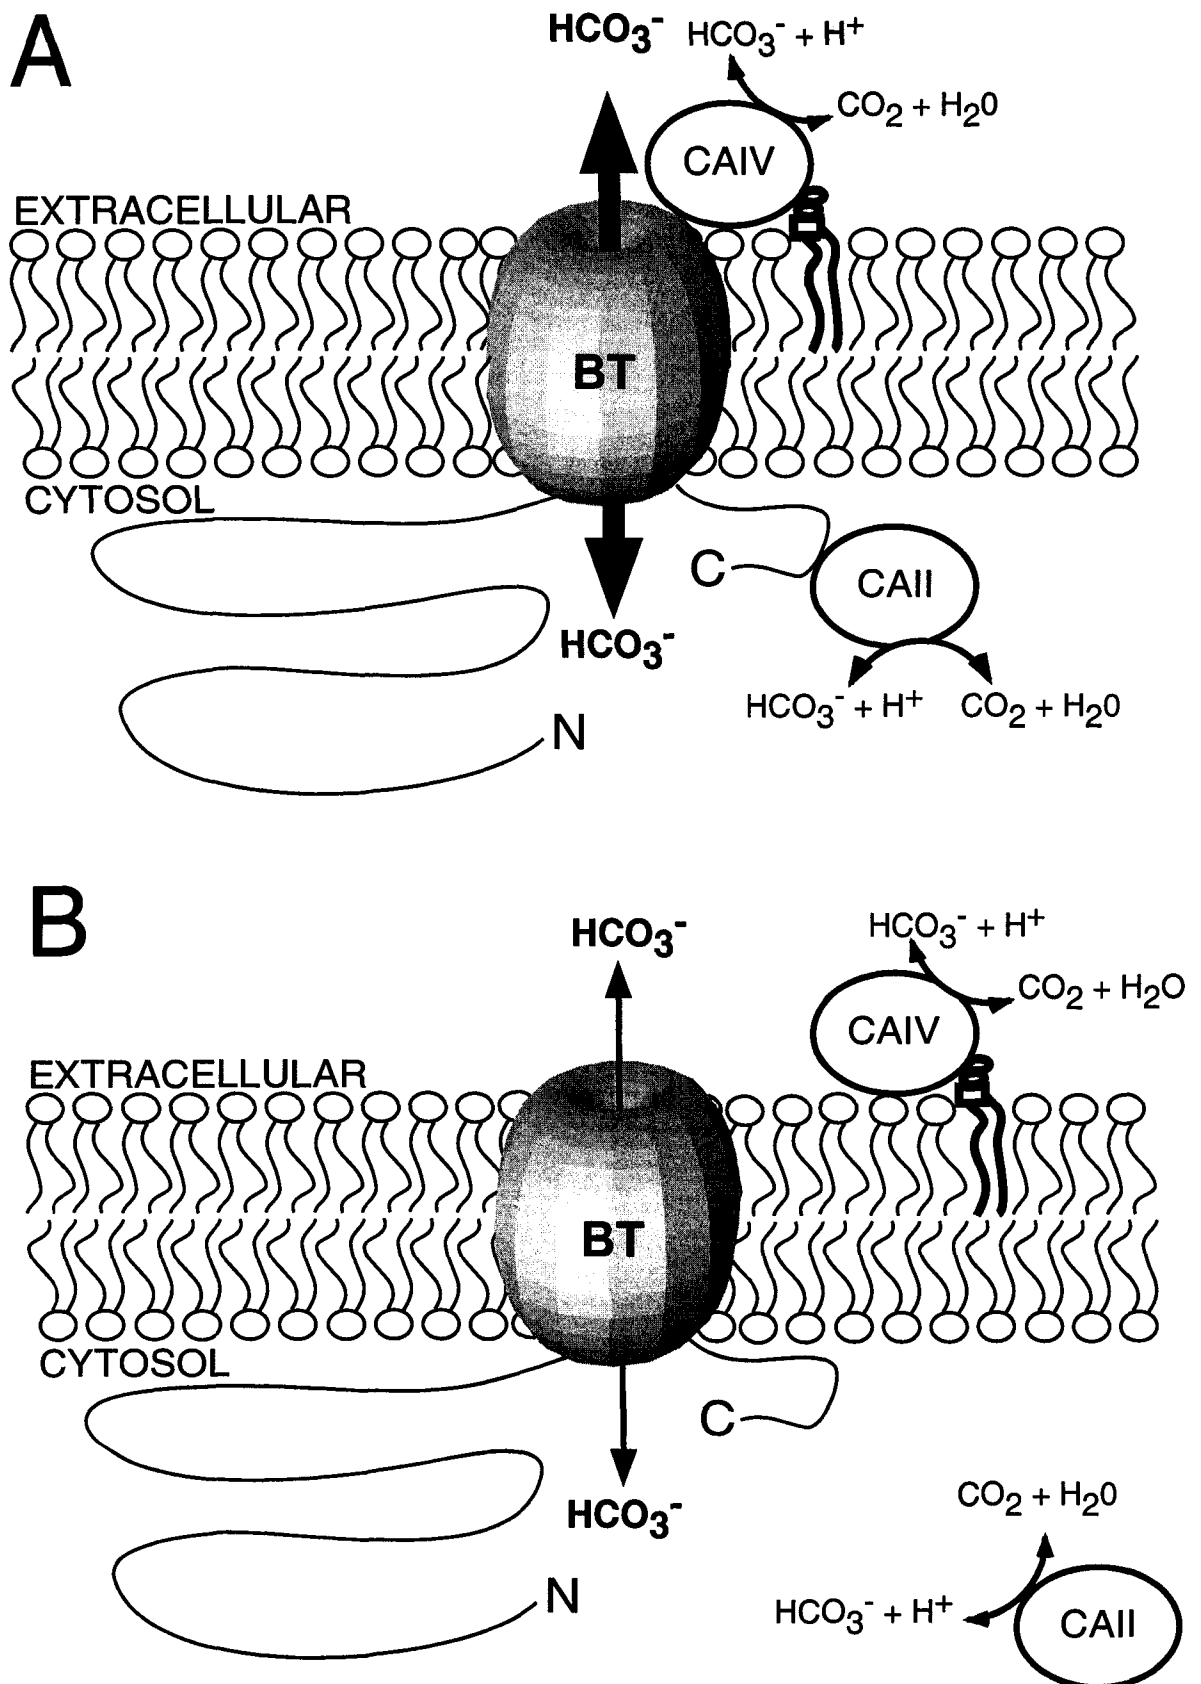 A
HCO3- HCO3- + H+
CO2 + H20
CAIV
EXTRACELLULAR
BT
CYTOSOL
C
CAII
HCO3-
HCO3- + H+ CO2 + H20
N
B
HCO3- HCO3- + H+
CO2 + H2O
CAIV
EXTRACELLULAR
BT
CYTOSOL
C
CO2 + H20
HCO3-
N
HCO3- + H+
CAII